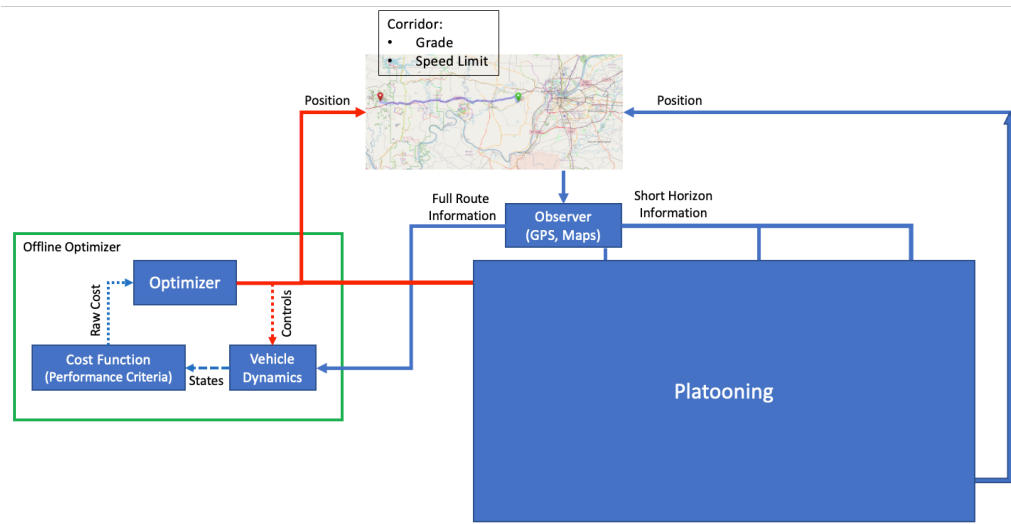 Corridor:
• Grade
• Speed Limit
Position
Position
Full Route
Information
Short Horizon
Information
Observer
(GPS, Maps)
Offline Optimizer
Optimizer
Raw Cost
Controls
Cost Function
(Performance Criteria)
States
Vehicle
Dynamics
Platooning